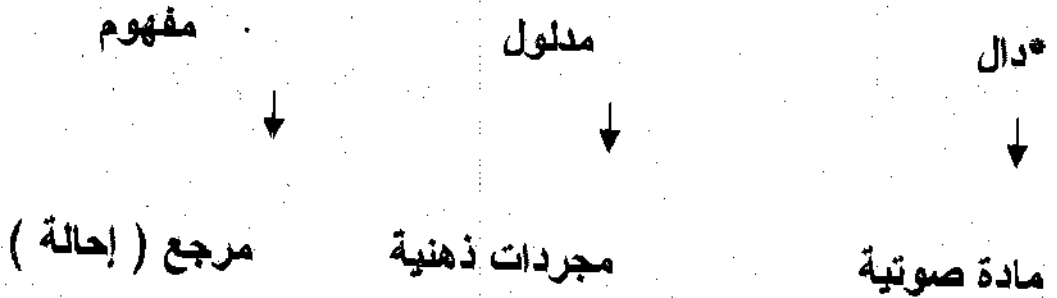 *دال مدلول مفهوم
مادة صوتية مجردات ذهنية مرجع ( إحالة )